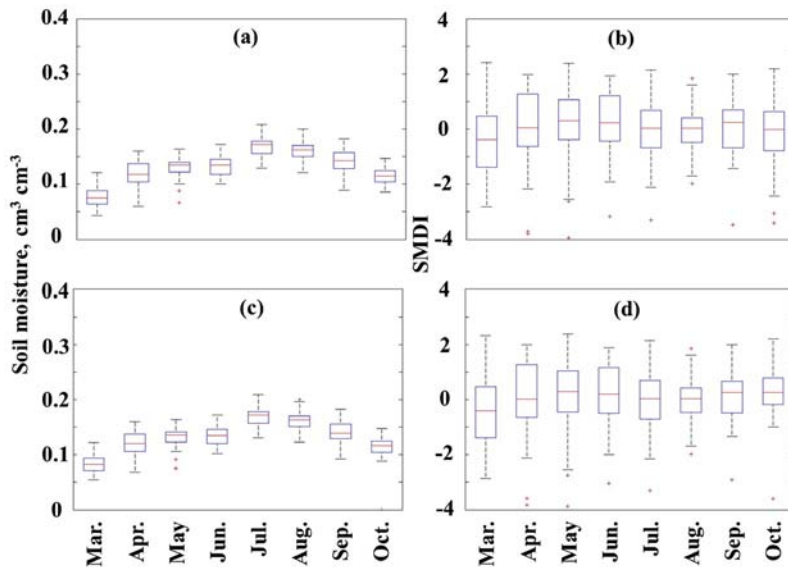 (a)
0.4
0.3
0.2
0.1
0
(b)
4
2
0
-2
-4
(c)
0.4
0.3
0.2
0.1
0
(d)
4
2
0
-2
-4
Soil moisture, cm³ cm⁻³
SMDI
Mar. Apr. May Jun. Jul. Aug. Sep. Oct.
Mar. Apr. May Jun. Jul. Aug. Sep. Oct.